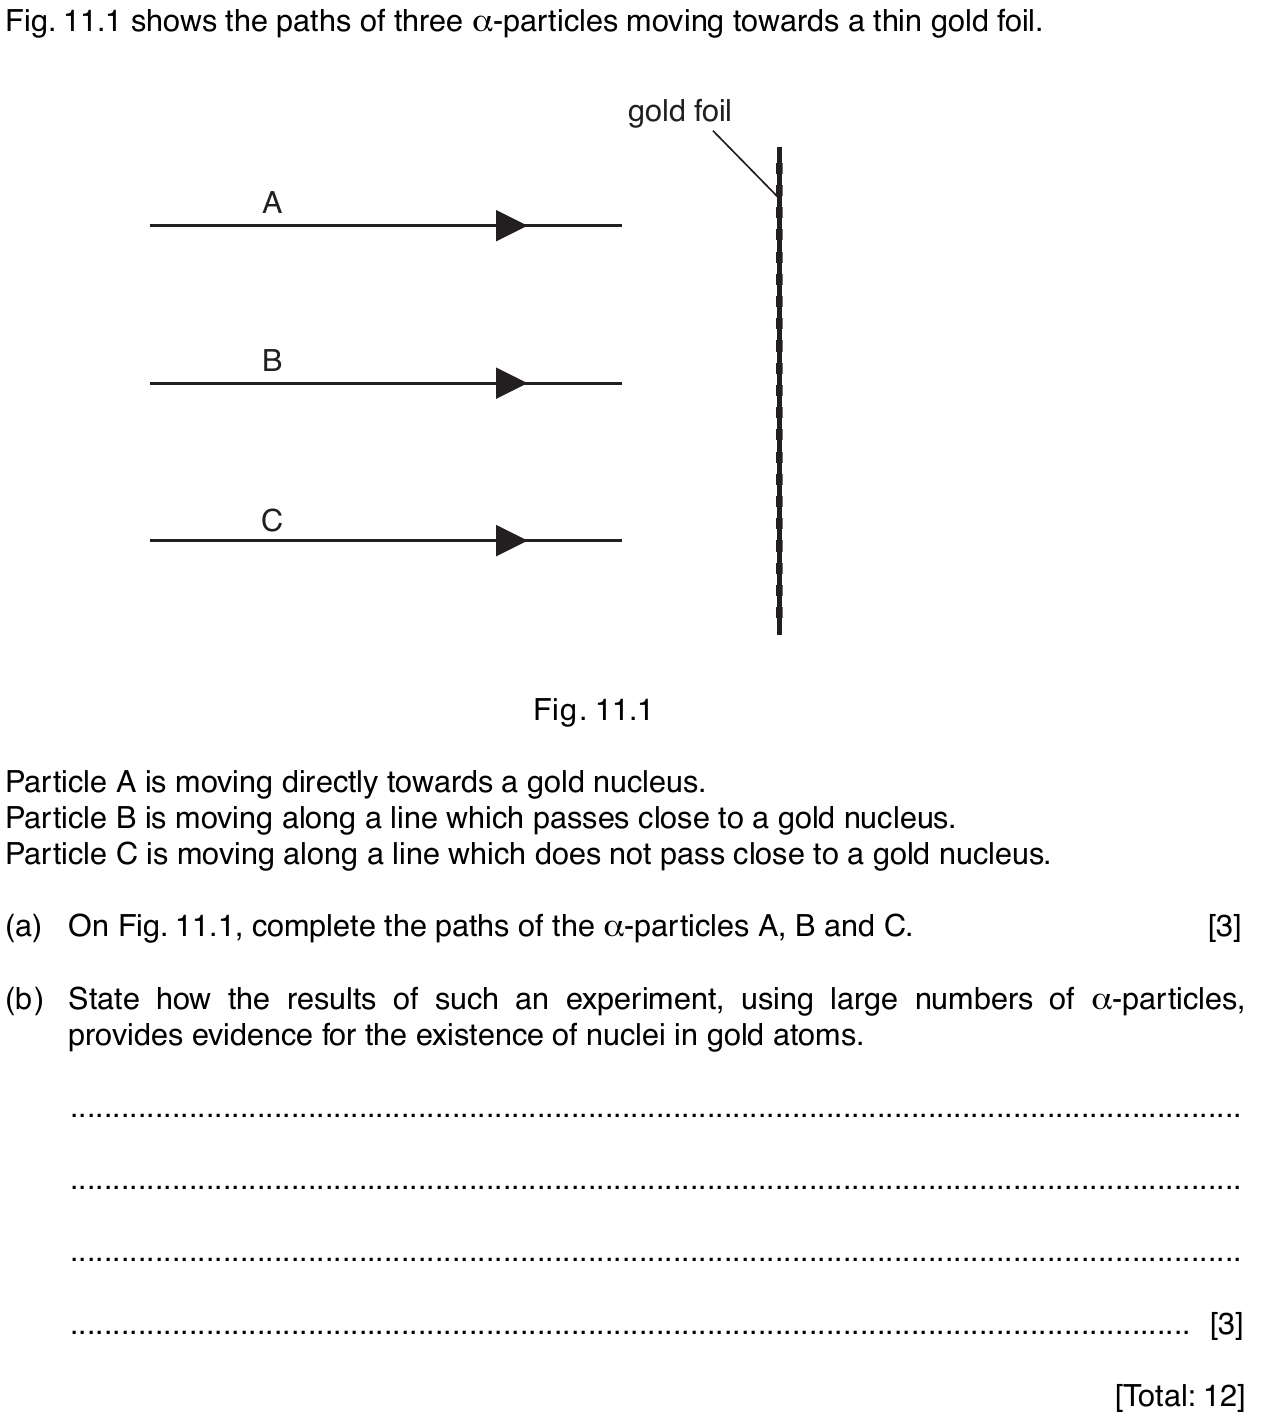 Fig. 11.1 shows the paths of three α-particles moving towards a thin gold foil.
gold foil
A
B
C
Fig. 11.1
Particle A is moving directly towards a gold nucleus.
Particle B is moving along a line which passes close to a gold nucleus.
Particle C is moving along a line which does not pass close to a gold nucleus.
(a) On Fig. 11.1, complete the paths of the α-particles A, B and C. [3]
(b) State how the results of such an experiment, using large numbers of α-particles,
provides evidence for the existence of nuclei in gold atoms.
[3]
[Total: 12]